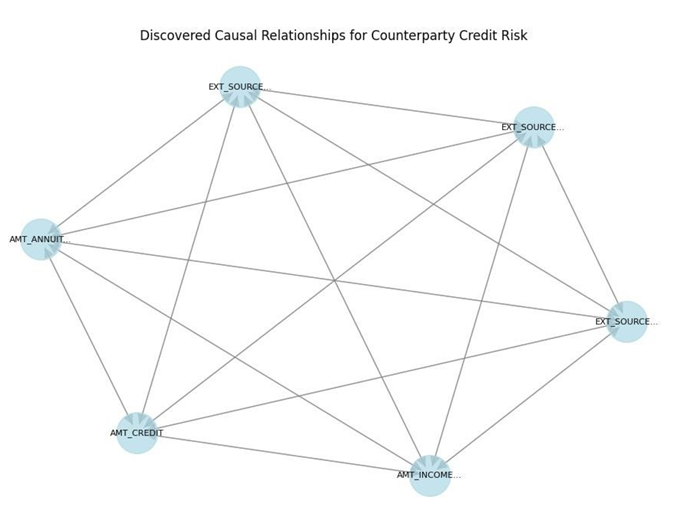 Discovered Causal Relationships for Counterparty Credit Risk
EXT_SOURCE...
EXT_SOURCE...
AMT_ANNUIT...
EXT_SOURCE...
AMT_CREDIT
AMT_INCOME...